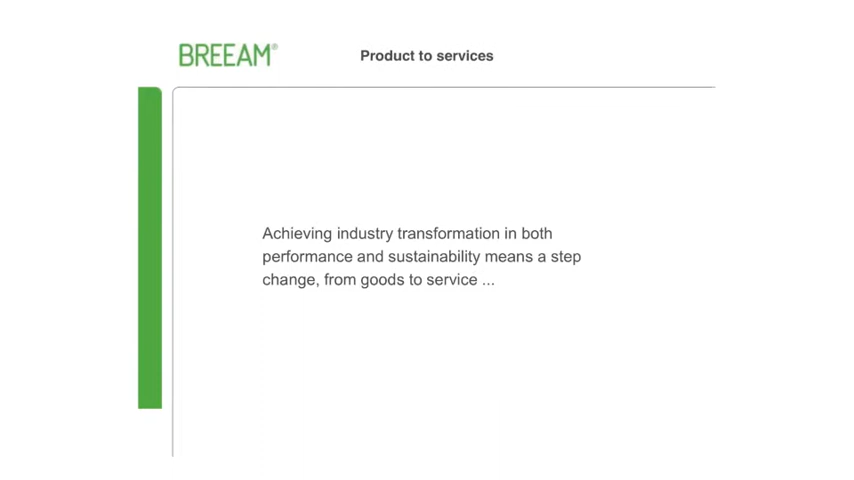 BREEAM®
Product to services
Achieving industry transformation in both
performance and sustainability means a step
change, from goods to service ...